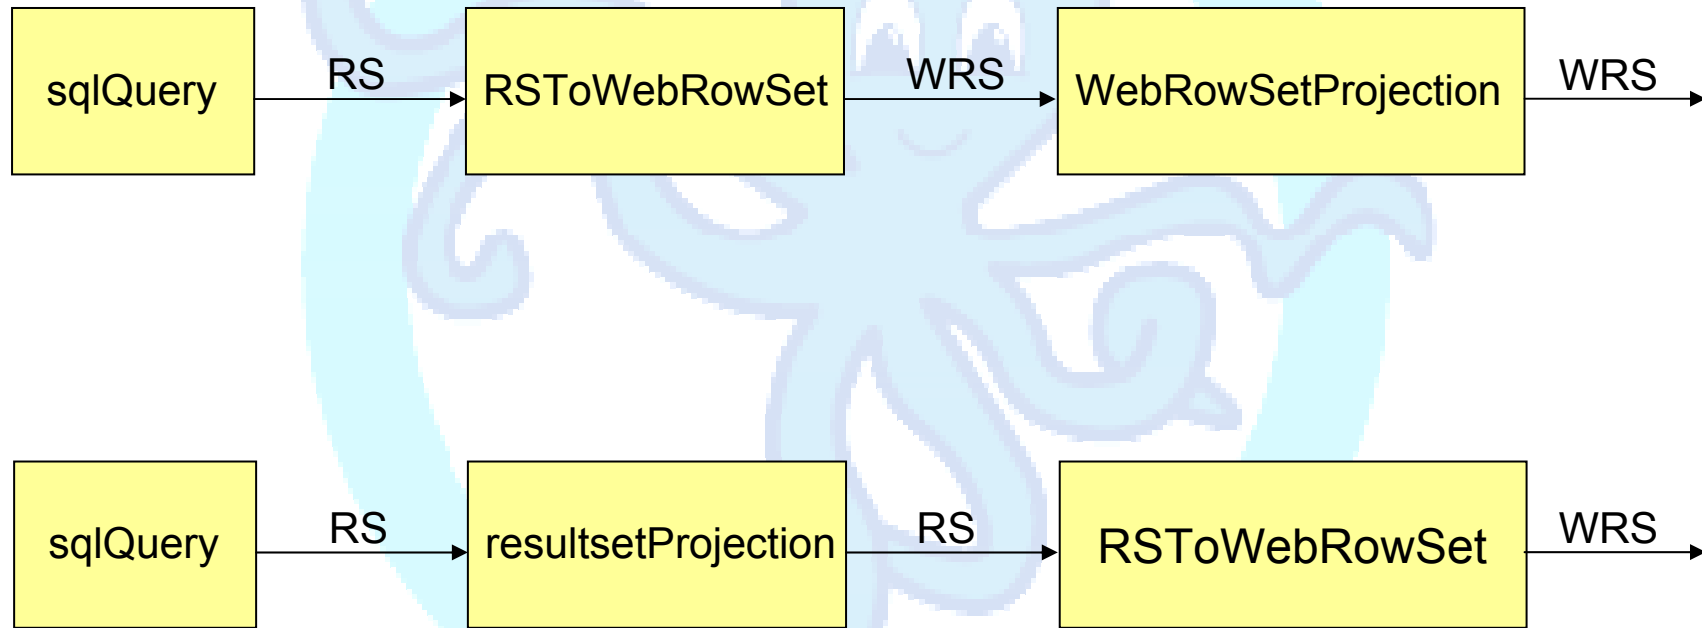 sqlQuery
RS
RSToWebRowSet
WRS
WebRowSetProjection
WRS
sqlQuery
RS
resultsetProjection
RS
RSToWebRowSet
WRS